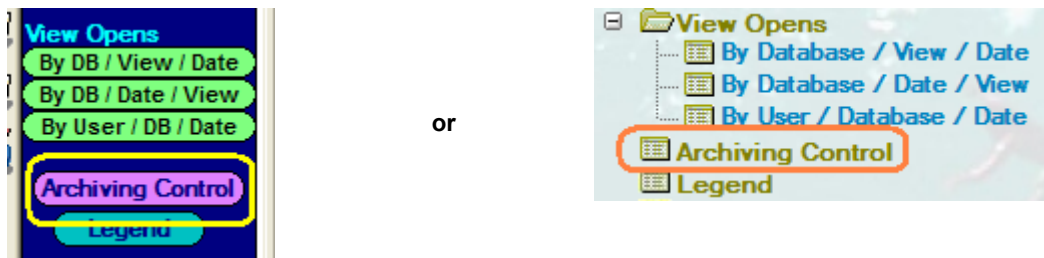 View Opens
By DB / View / Date
By DB / Date / View
By User / DB / Date
Archiving Control
Legend
or
View Opens
By Database / View / Date
By Database / Date / View
By User / Database / Date
Archiving Control
Legend